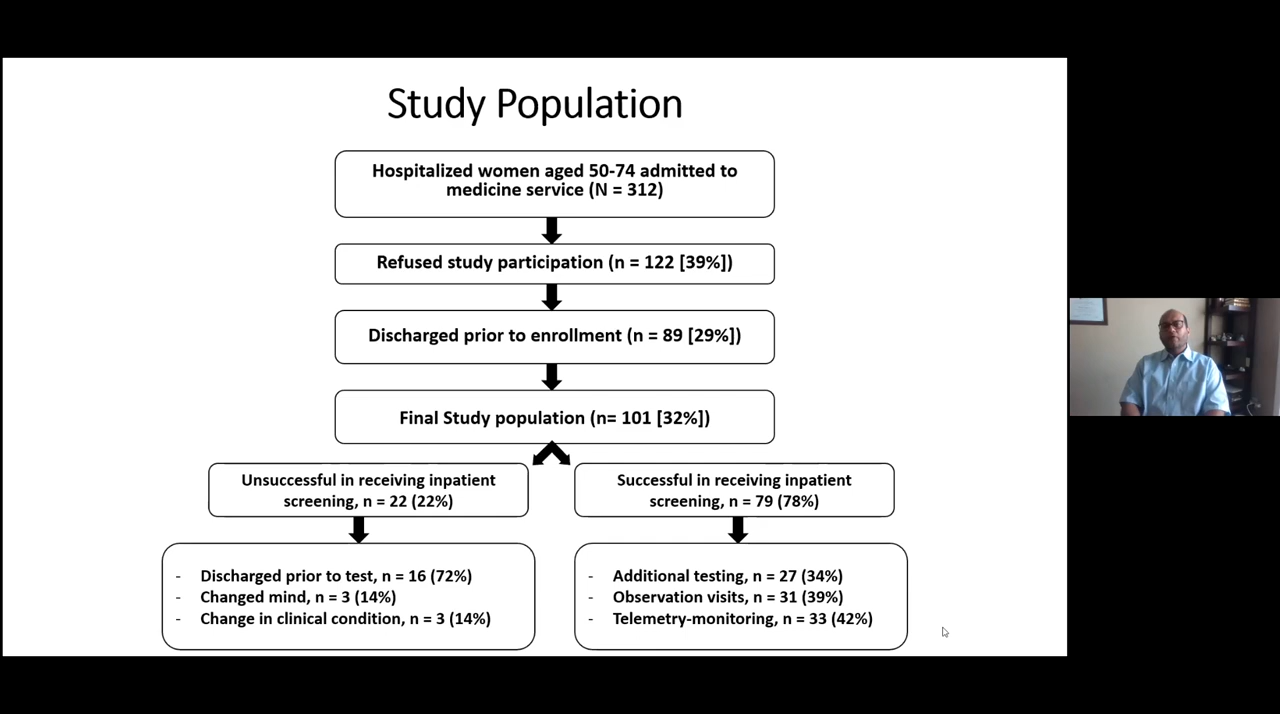 Study Population
Hospitalized women aged 50-74 admitted to
medicine service (N = 312)
Refused study participation (n = 122 [39%])
Discharged prior to enrollment (n = 89 [29%])
Final Study population (n= 101 [32%])
Unsuccessful in receiving inpatient
screening, n = 22 (22%)
Successful in receiving inpatient
screening, n = 79 (78%)
- Discharged prior to test, n = 16 (72%)
- Changed mind, n = 3 (14%)
- Change in clinical condition, n = 3 (14%)
- Additional testing, n = 27 (34%)
- Observation visits, n = 31 (39%)
- Telemetry-monitoring, n = 33 (42%)